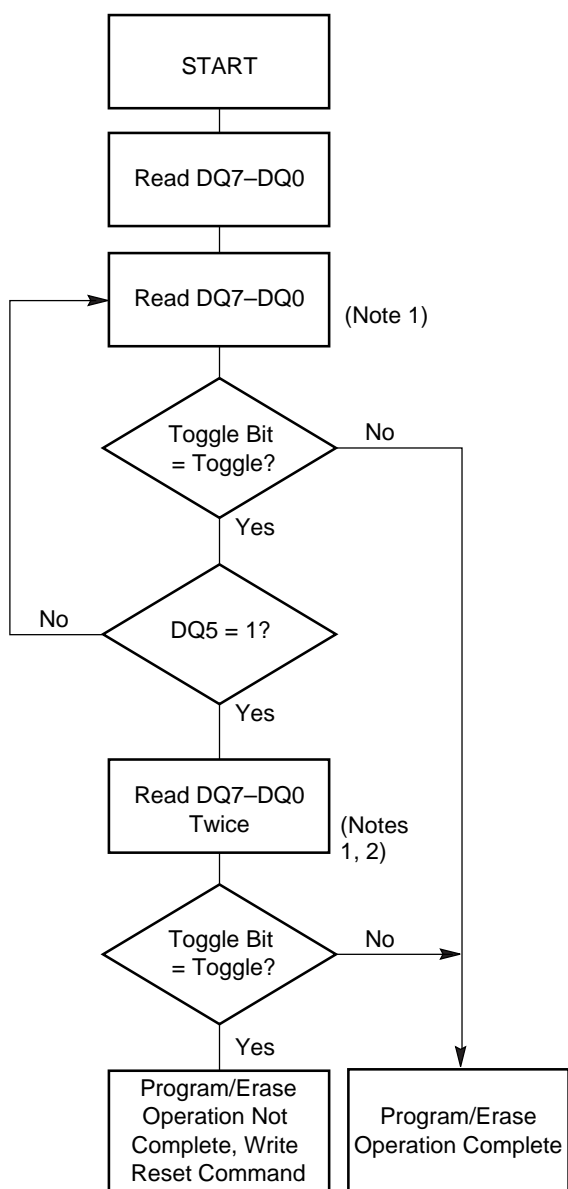 START
Read DQ7–DQ0
Read DQ7–DQ0
(Note 1)
Toggle Bit
= Toggle?
No
Yes
No
DQ5 = 1?
Yes
Read DQ7–DQ0
Twice
(Notes
1, 2)
Toggle Bit
= Toggle?
No
Yes
Program/Erase
Operation Not
Complete, Write
Reset Command
Program/Erase
Operation Complete